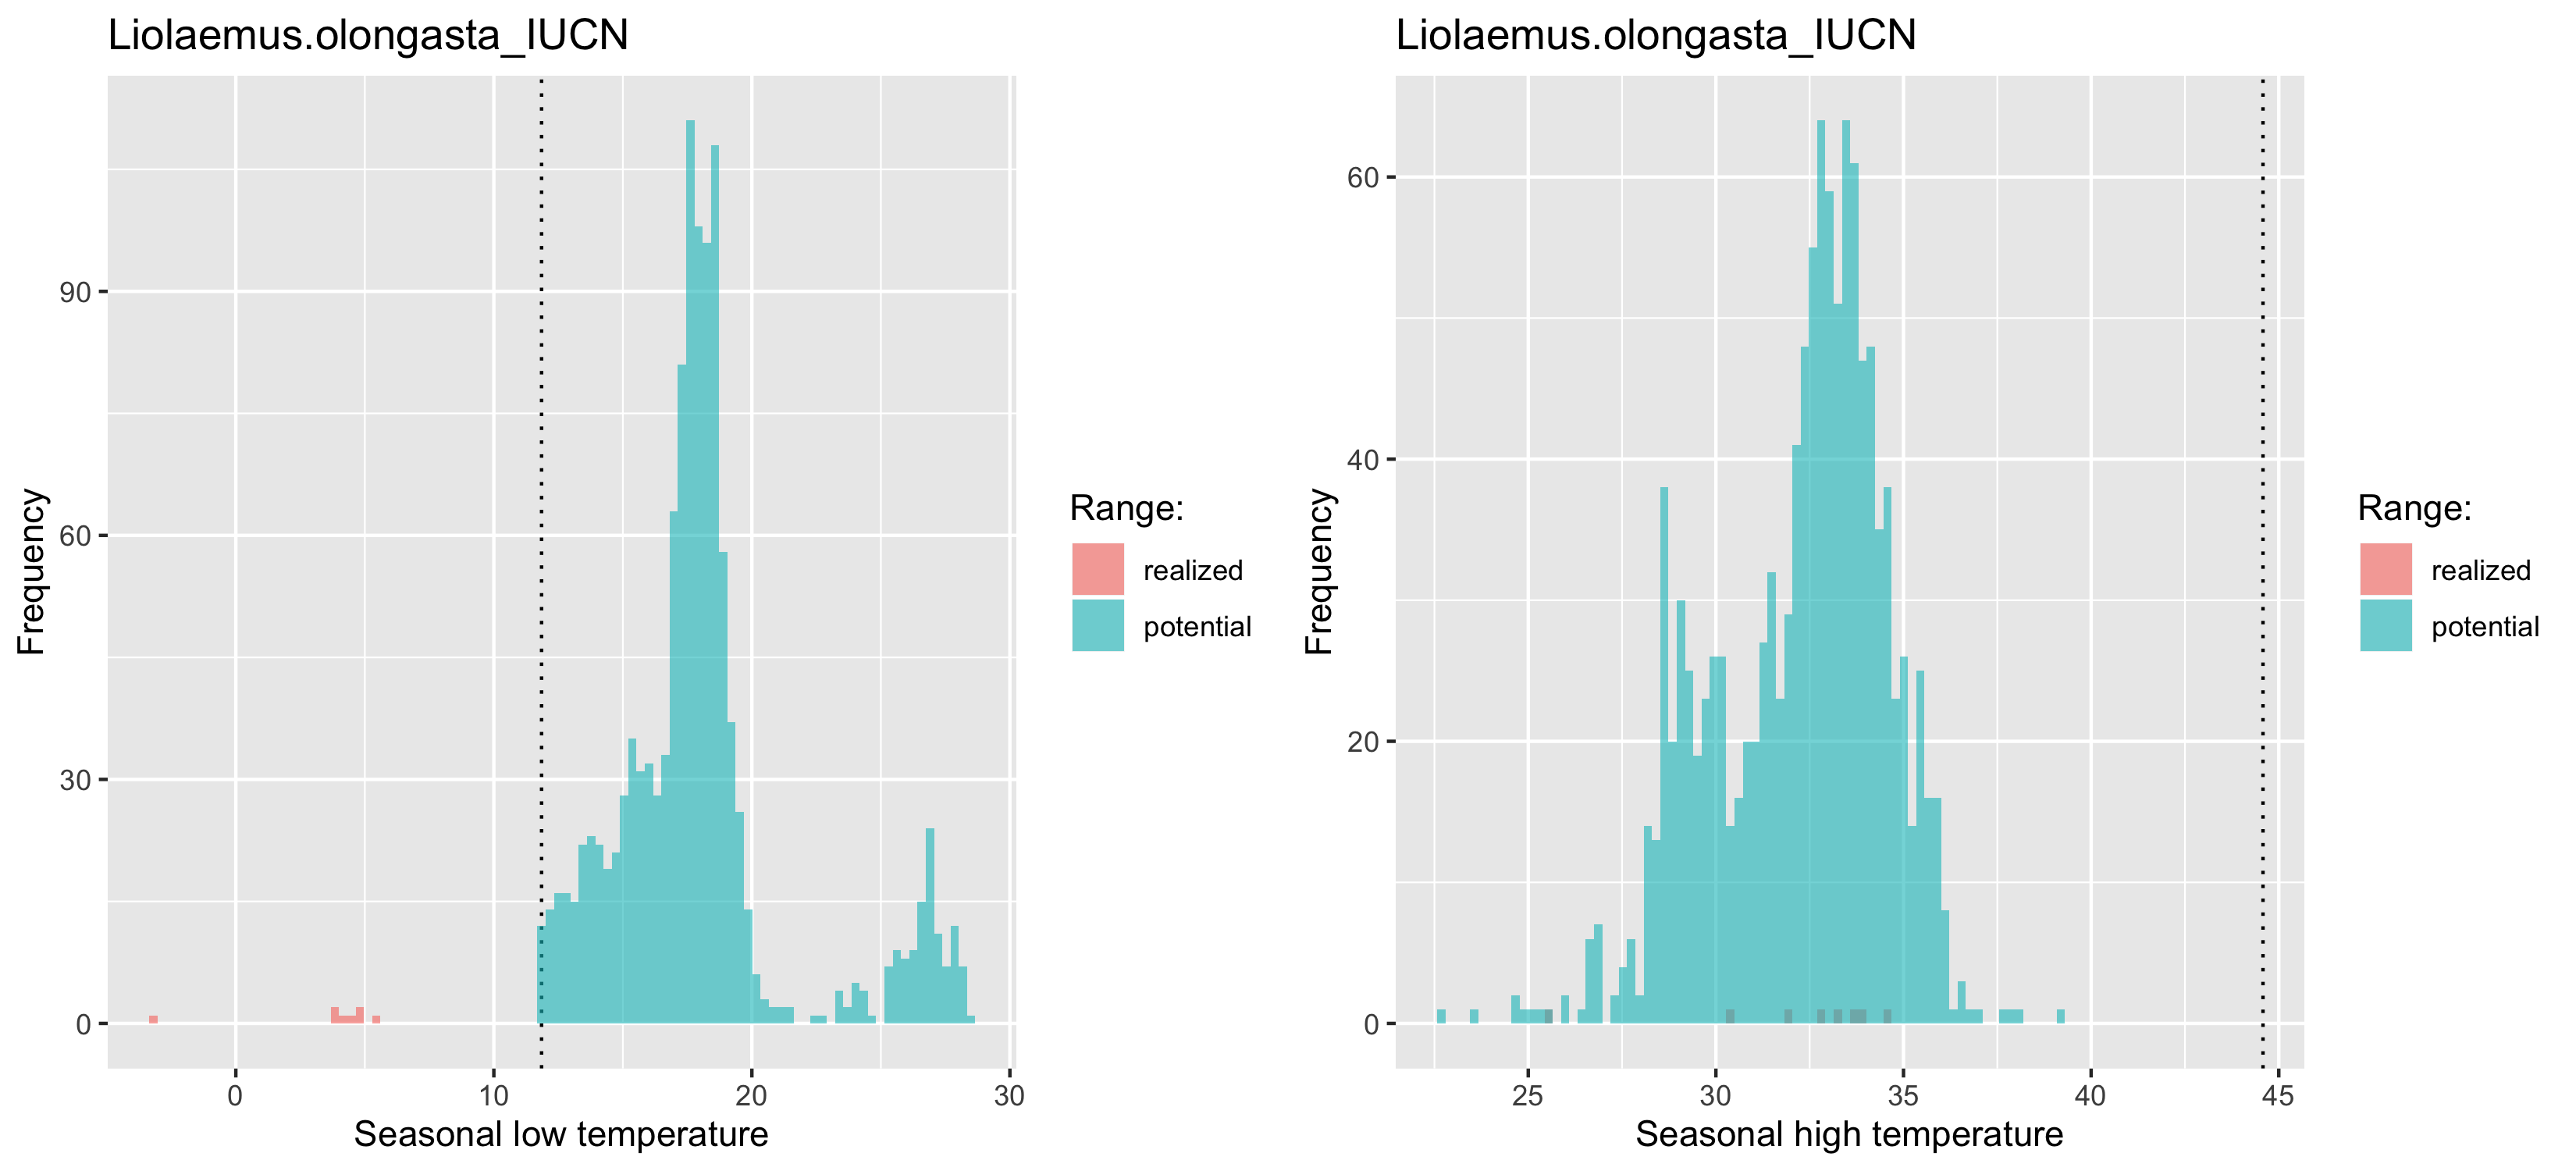 Liolaemus.olongasta_IUCN
Frequency
90
60
30
0
0
10
20
30
Seasonal low temperature
Range:
realized
potential
Liolaemus.olongasta_IUCN
Frequency
60
40
20
0
25
30
35
40
45
Seasonal high temperature
Range:
realized
potential